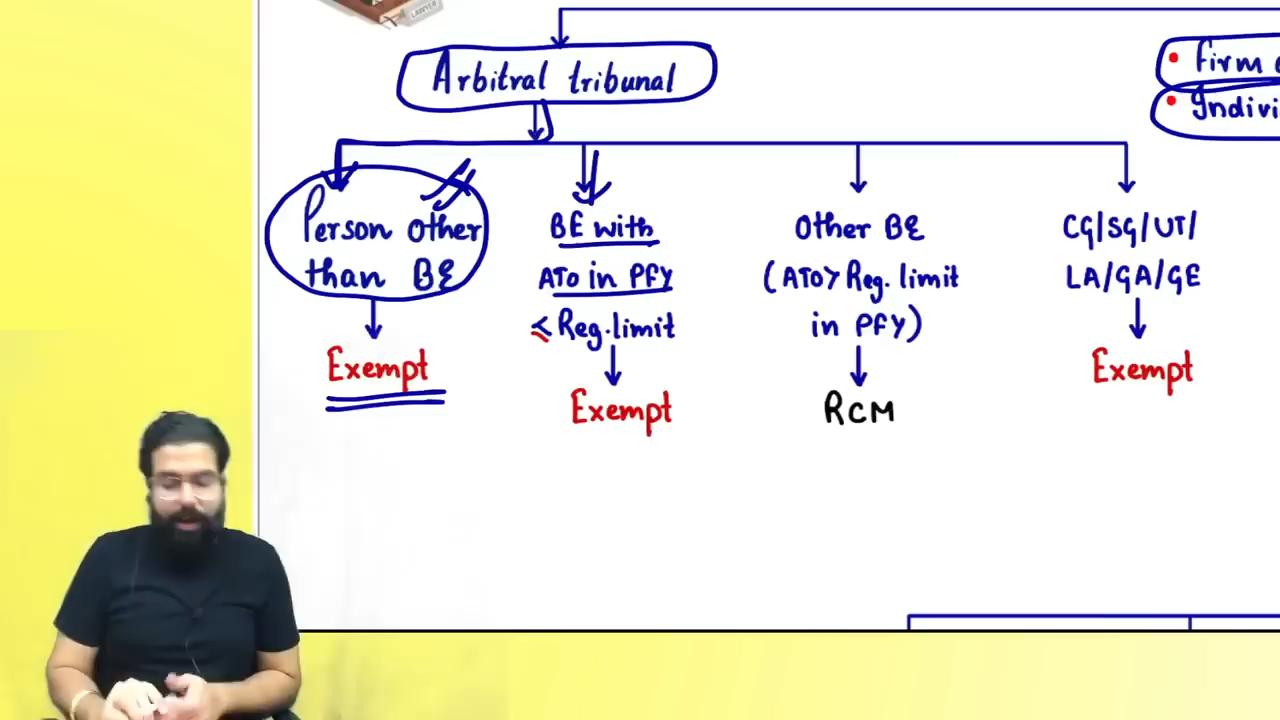 LAWYER
Arbitral tribunal
• Firm
• Indivi
Person other
than BE
Exempt
BE with
ATO in PFY
≤ Reg. limit
Exempt
Other BE
(ATO> Reg. limit
in PFY)
RCM
CG/SG/UT/
LA/GA/GE
Exempt